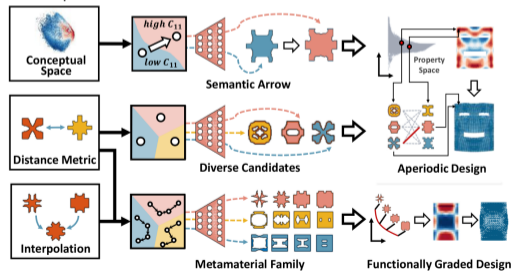 Conceptual
Space
high C₁₁
low C₁₁
Semantic Arrow
Property
Space
Distance Metric
Diverse Candidates
Aperiodic Design
Interpolation
Metamaterial Family
Functionally Graded Design